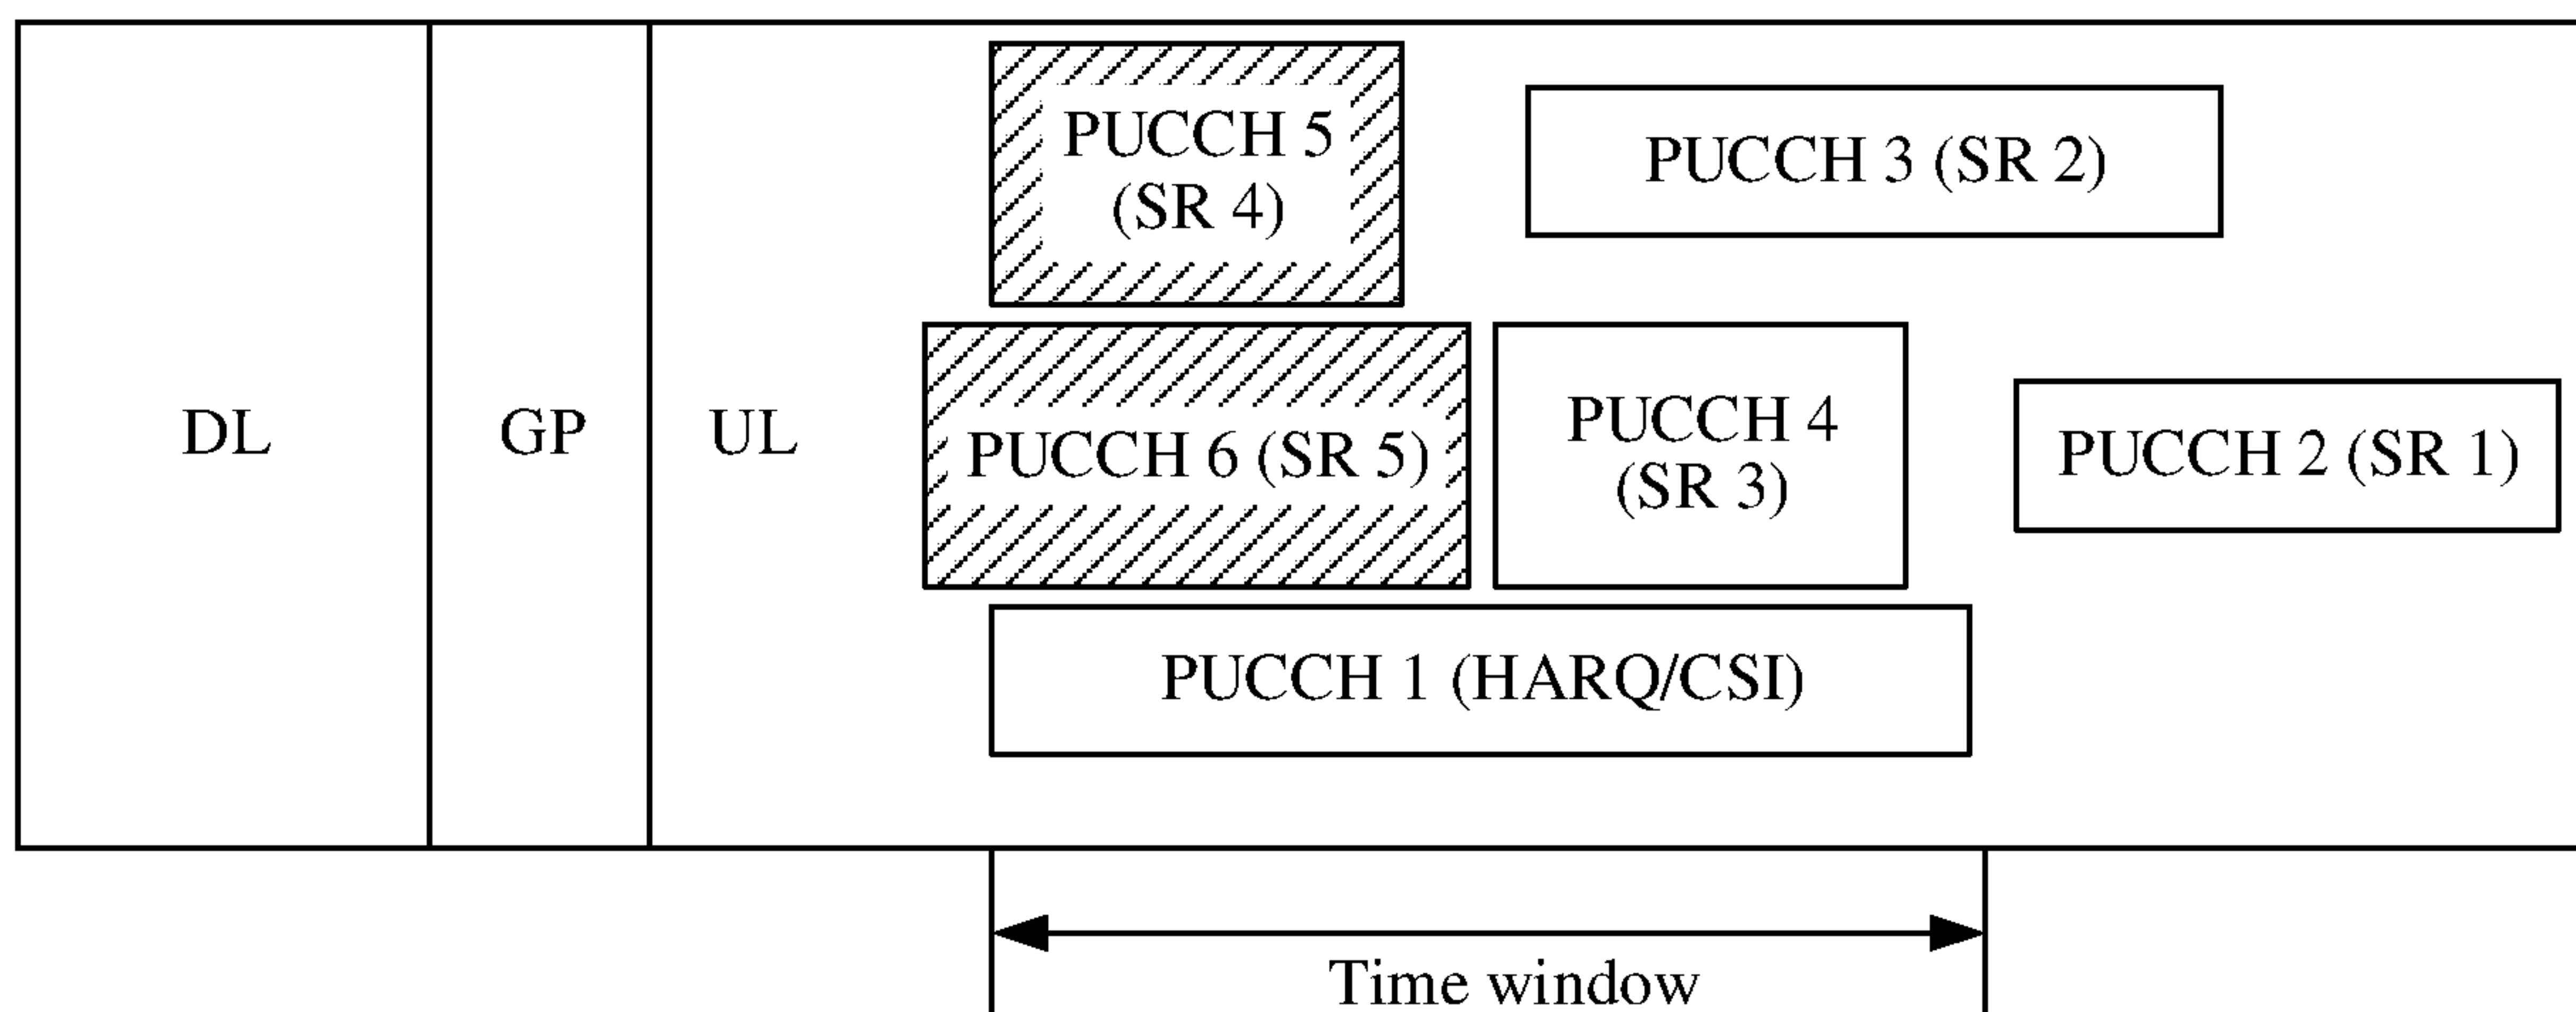 DL
GP
UL
PUCCH 5
(SR 4)
PUCCH 3 (SR 2)
PUCCH 6 (SR 5)
PUCCH 4
(SR 3)
PUCCH 2 (SR 1)
PUCCH 1 (HARQ/CSI)
Time window